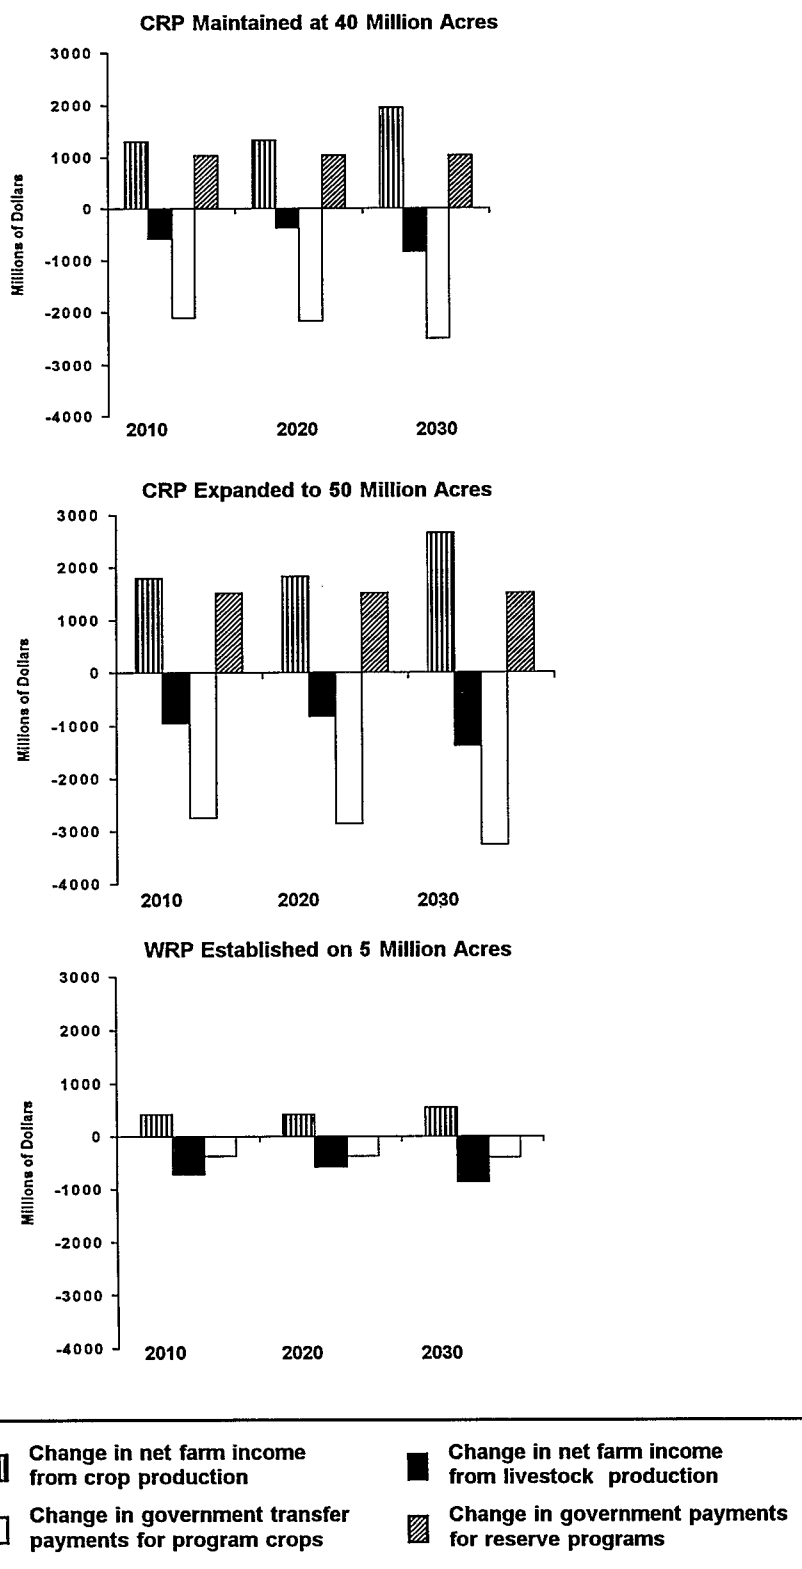 CRP Maintained at 40 Million Acres
3000
2000
1000
0
-1000
-2000
-3000
-4000
Millions of Dollars
2010 2020 2030
CRP Expanded to 50 Million Acres
3000
2000
1000
0
-1000
-2000
-3000
-4000
Millions of Dollars
2010 2020 2030
WRP Established on 5 Million Acres
3000
2000
1000
0
-1000
-2000
-3000
-4000
Millions of Dollars
2010 2020 2030
Change in net farm income
from crop production
Change in net farm income
from livestock production
Change in government transfer
payments for program crops
Change in government payments
for reserve programs